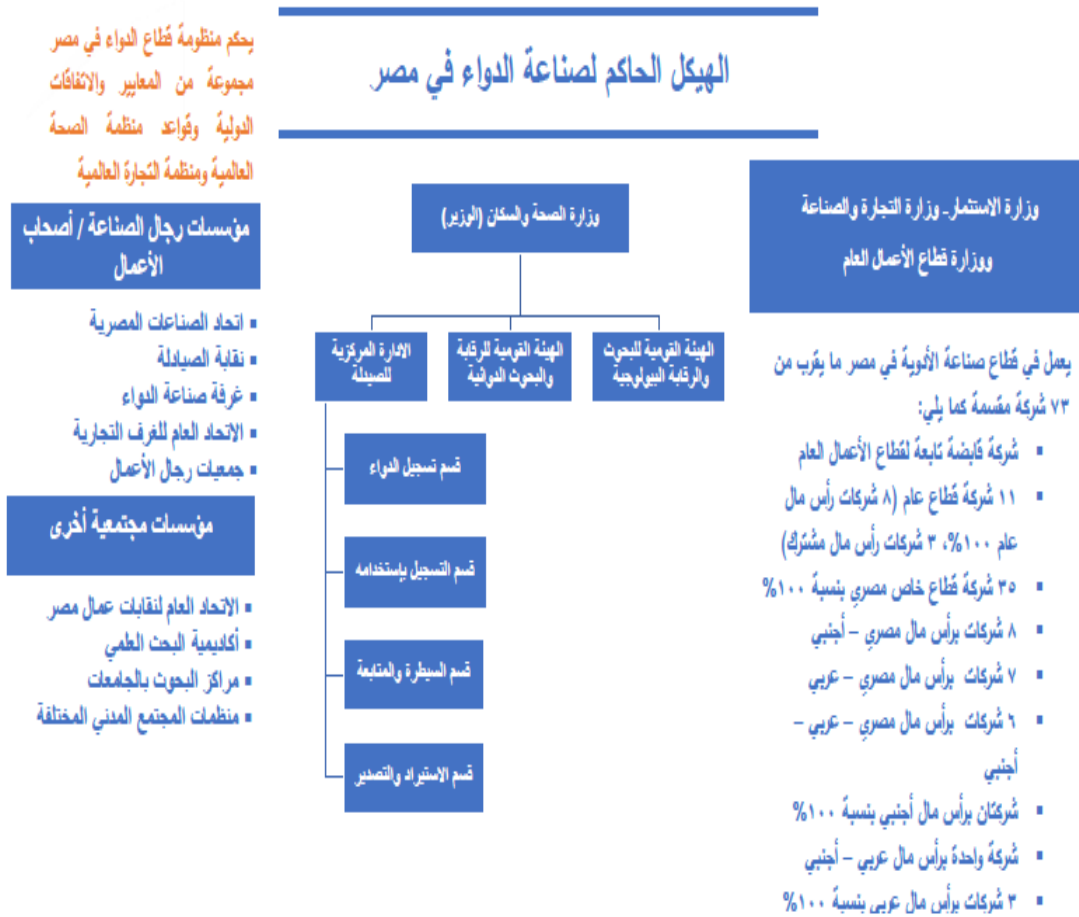 الهيكل الحاكم لصناعة الدواء في مصر
يحكم منظومة قطاع الدواء في مصر
مجموعة من المعايير والاتفاقات
الدولية وقواعد منظمة الصحة
العالمية ومنظمة التجارة العالمية
وزارة الاستثمار- وزارة التجارة والصناعة
ووزارة قطاع الأعمال العام
يعمل في قطاع صناعة الأدوية في مصر ما يقرب من
٧٣ شركة مقسمة كما يلي:
▪ شركة قابضة تابعة لقطاع الأعمال العام
▪ ١١ شركة قطاع عام (٨ شركات رأس مال
عام ١٠٠%، ٣ شركات رأس مال مشترك)
▪ ٣٥ شركة قطاع خاص مصري بنسبة ١٠٠%
▪ ٨ شركات برأس مال مصري – أجنبي
▪ ٧ شركات برأس مال مصري – عربي
▪ ٦ شركات برأس مال مصري – عربي –
أجنبي
▪ شركتان برأس مال أجنبي بنسبة ١٠٠%
▪ شركة واحدة برأس مال عربي – أجنبي
▪ ٣ شركات برأس مال عربي بنسبة ١٠٠%
وزارة الصحة والسكان (الوزير)
الهيئة القومية للبحوث
والرقابة البيولوجية
الهيئة القومية للرقابة
والبحوث الدوائية
الادارة المركزية
للصيدلة
قسم تسجيل الدواء
قسم التسجيل بإستخدامه
قسم السيطرة والمتابعة
قسم الاستيراد والتصدير
مؤسسات رجال الصناعة / أصحاب
الأعمال
▪ اتحاد الصناعات المصرية
▪ نقابة الصيادلة
▪ غرفة صناعة الدواء
▪ الاتحاد العام للغرف التجارية
▪ جمعيات رجال الأعمال
مؤسسات مجتمعية أخرى
▪ الاتحاد العام لنقابات عمال مصر
▪ أكاديمية البحث العلمي
▪ مراكز البحوث بالجامعات
▪ منظمات المجتمع المدني المختلفة